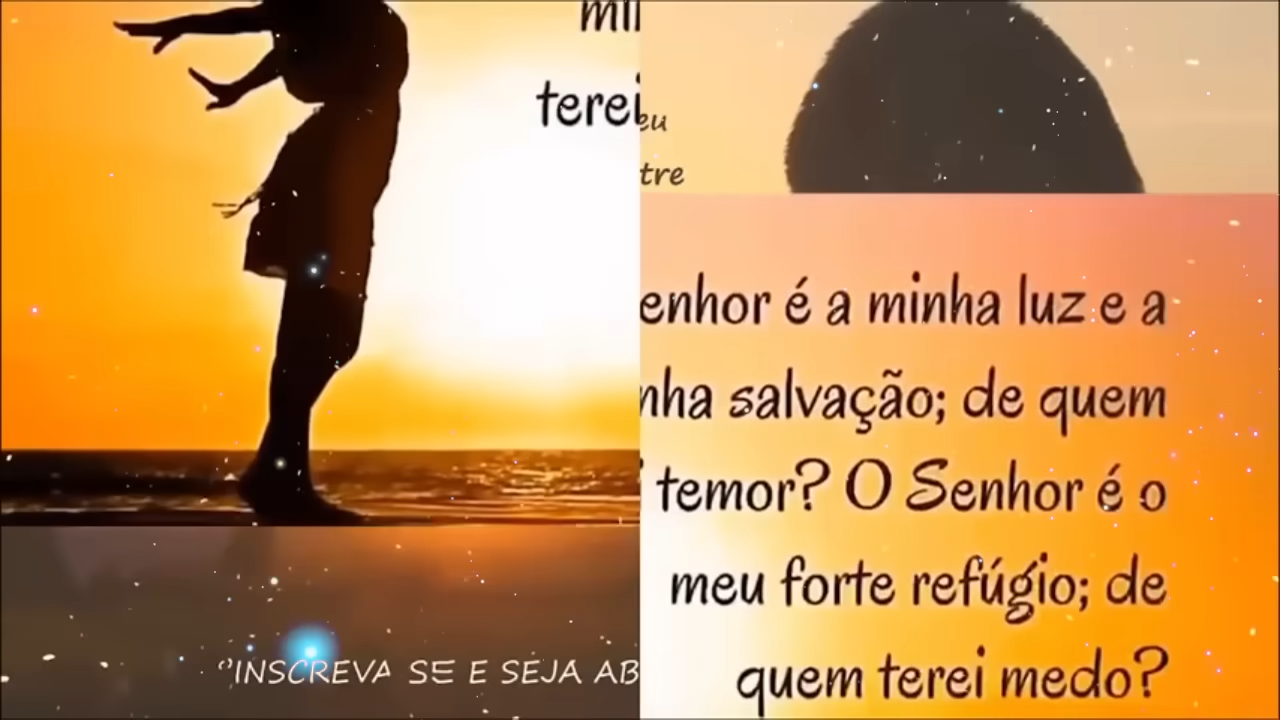 terei
"INSCREVA SE E SEJA AB
eu
tre
enhor é a minha luz e a
nha salvação; de quem
temor? O Senhor é o
meu forte refúgio; de
quem terei medo?